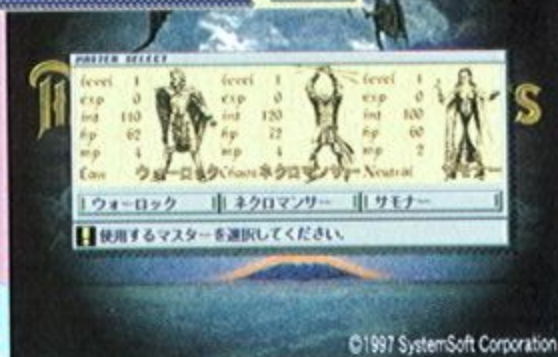 MASTER SELECT
level 1 level 1 level 1
exp 0 exp 0 exp 0
int 110 int 120 int 100
hp 62 hp 72 hp 60
mp 4 mp 4 mp 2
Law ウォーロック Chaos ネクロマンサー Neutral サモナー
ウォーロック ネクロマンサー サモナー
使用するマスターを選択してください。
©1997 SystemSoft Corporation